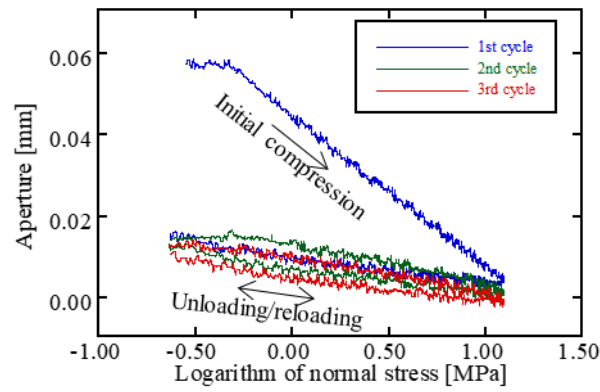 0.06
0.04
0.02
0.00
Aperture [mm]
1st cycle
2nd cycle
3rd cycle
Initial
compression
Unloading/reloading
-1.00
-0.50
0.00
0.50
1.00
1.50
Logarithm of normal stress [MPa]